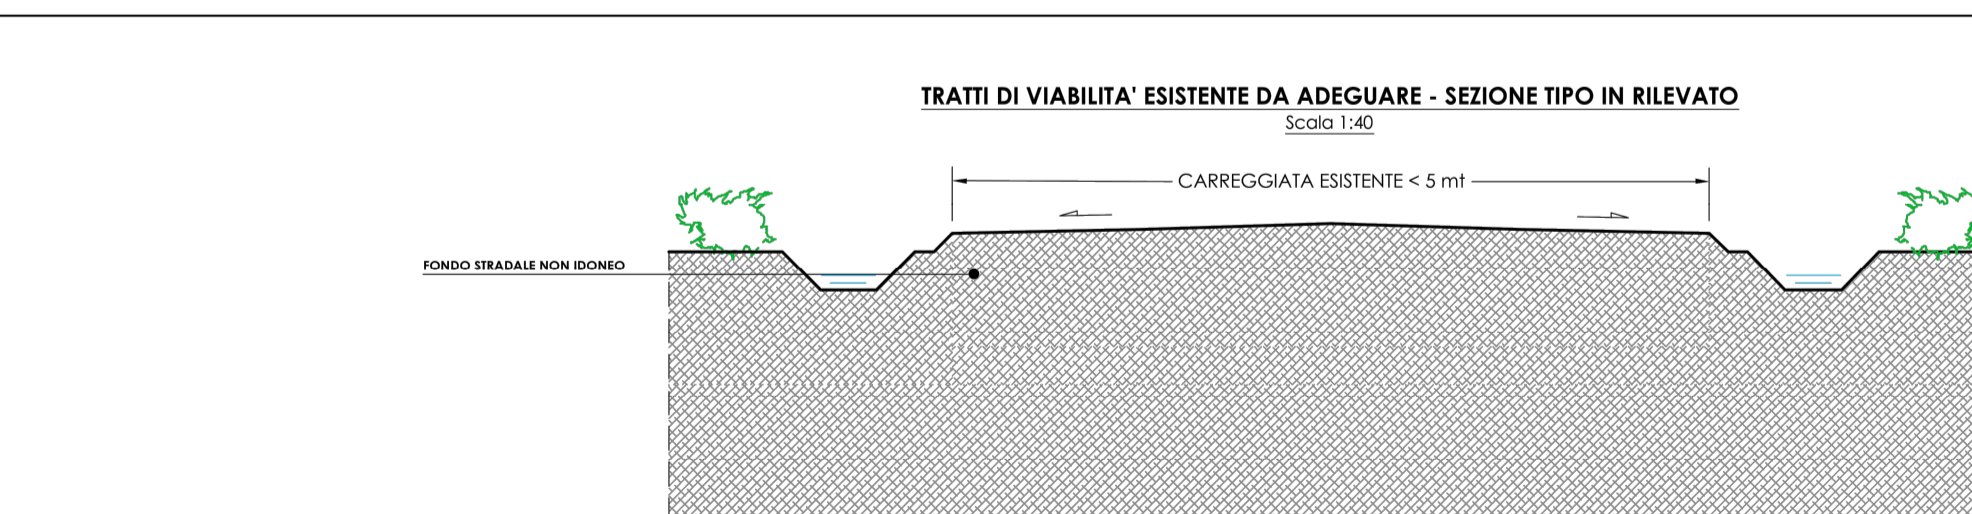 TRATTI DI VIABILITA' ESISTENTE DA ADEGUARE - SEZIONE TIPO IN RILEVATO
Scala 1:40
CARREGGIATA ESISTENTE < 5 mt
FONDO STRADALE NON IDONEO